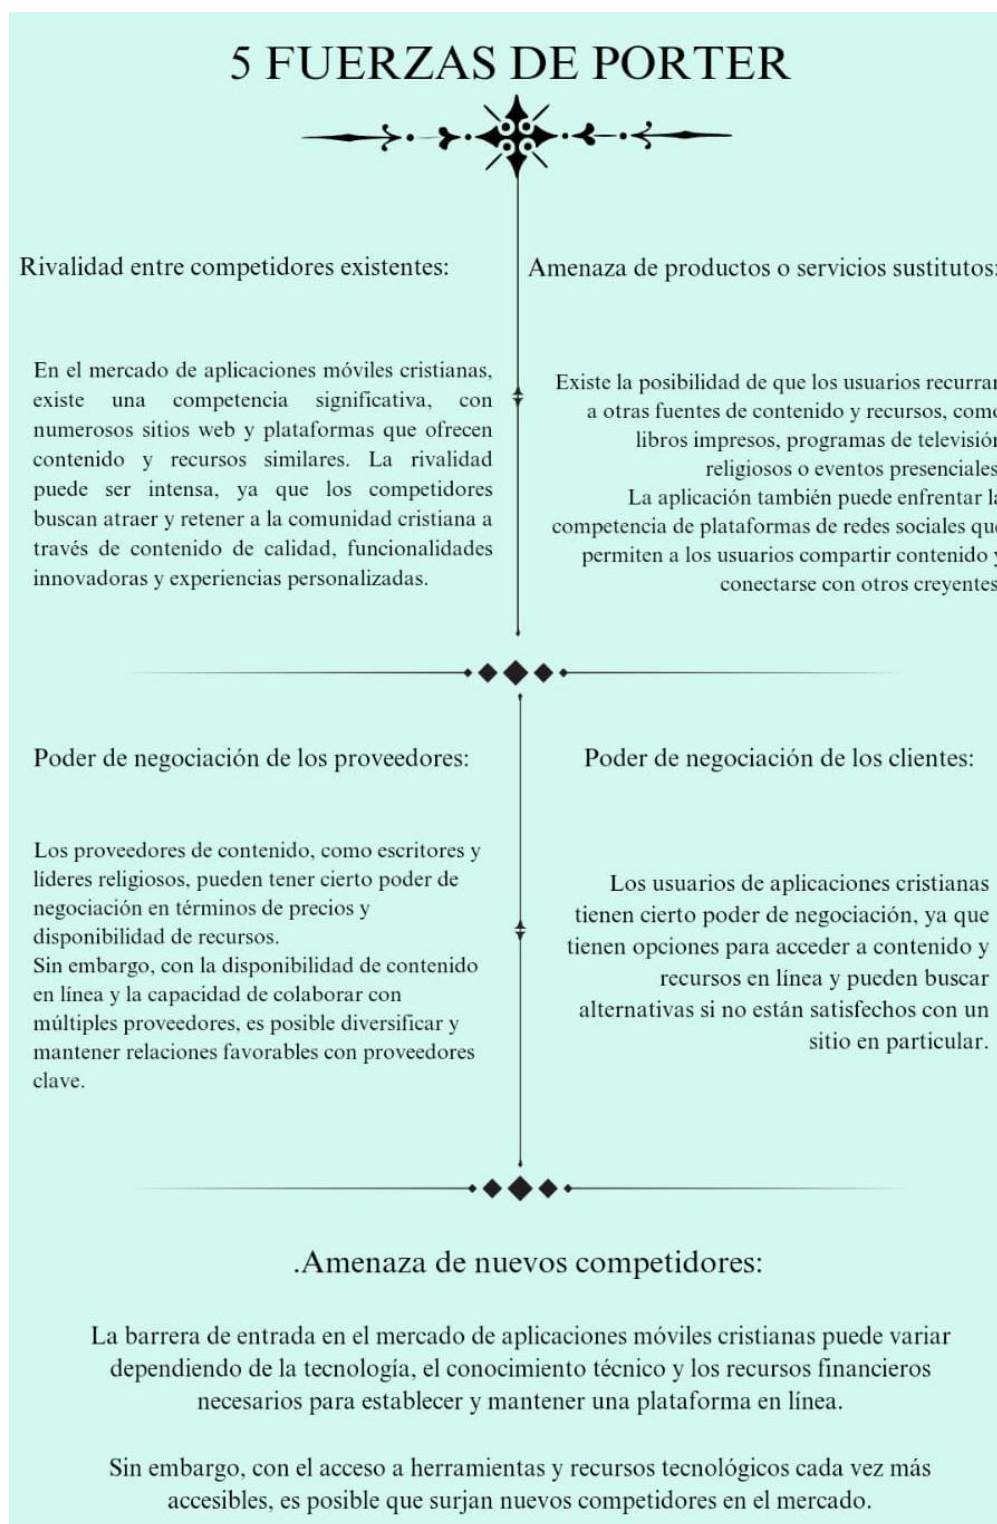 5 FUERZAS DE PORTER
Rivalidad entre competidores existentes:
En el mercado de aplicaciones móviles cristianas,
existe una competencia significativa, con
numerosos sitios web y plataformas que ofrecen
contenido y recursos similares. La rivalidad
puede ser intensa, ya que los competidores
buscan atraer y retener a la comunidad cristiana a
través de contenido de calidad, funcionalidades
innovadoras y experiencias personalizadas.
Amenaza de productos o servicios sustitutos:
Existe la posibilidad de que los usuarios recurran
a otras fuentes de contenido y recursos, como
libros impresos, programas de televisión
religiosos o eventos presenciales.
La aplicación también puede enfrentar la
competencia de plataformas de redes sociales que
permiten a los usuarios compartir contenido y
conectarse con otros creyentes.
Poder de negociación de los proveedores:
Los proveedores de contenido, como escritores y
líderes religiosos, pueden tener cierto poder de
negociación en términos de precios y
disponibilidad de recursos.
Sin embargo, con la disponibilidad de contenido
en línea y la capacidad de colaborar con
múltiples proveedores, es posible diversificar y
mantener relaciones favorables con proveedores
clave.
Poder de negociación de los clientes:
Los usuarios de aplicaciones cristianas
tienen cierto poder de negociación, ya que
tienen opciones para acceder a contenido y
recursos en línea y pueden buscar
alternativas si no están satisfechos con un
sitio en particular.
.Amenaza de nuevos competidores:
La barrera de entrada en el mercado de aplicaciones móviles cristianas puede variar
dependiendo de la tecnología, el conocimiento técnico y los recursos financieros
necesarios para establecer y mantener una plataforma en línea.
Sin embargo, con el acceso a herramientas y recursos tecnológicos cada vez más
accesibles, es posible que surjan nuevos competidores en el mercado.